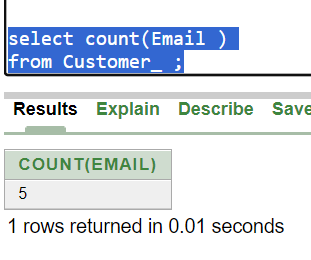 select count(Email )
from Customer_ ;
Results Explain Describe Save
COUNT(EMAIL)
5
1 rows returned in 0.01 seconds